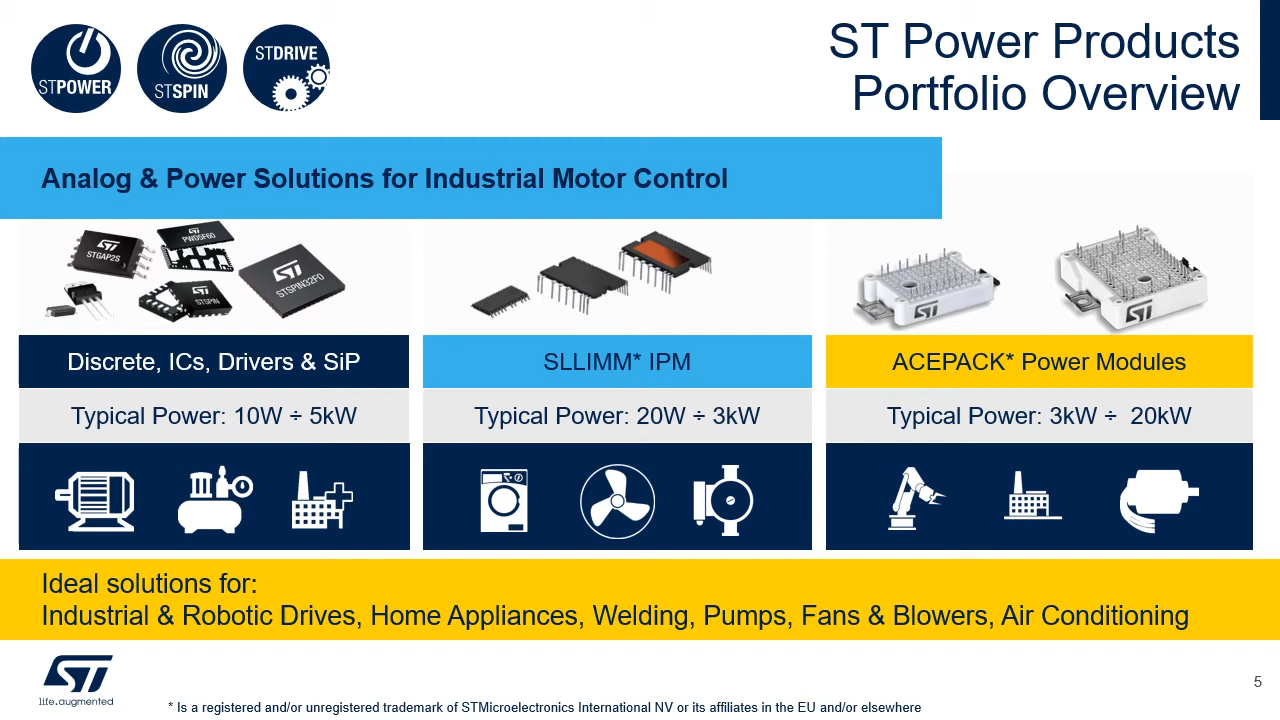 STPOWER
STSPIN
STDRIVE
ST Power Products
Portfolio Overview
Analog & Power Solutions for Industrial Motor Control
STGAP2S
PWD5F60
STSPIN
STSPIN32F0
Discrete, ICs, Drivers & SiP
SLLIMM* IPM
ACEPACK* Power Modules
Typical Power: 10W ÷ 5kW
Typical Power: 20W ÷ 3kW
Typical Power: 3kW ÷  20kW
Ideal solutions for:
Industrial & Robotic Drives, Home Appliances, Welding, Pumps, Fans & Blowers, Air Conditioning
ST
life.augmented
5
* Is a registered and/or unregistered trademark of STMicroelectronics International NV or its affiliates in the EU and/or elsewhere